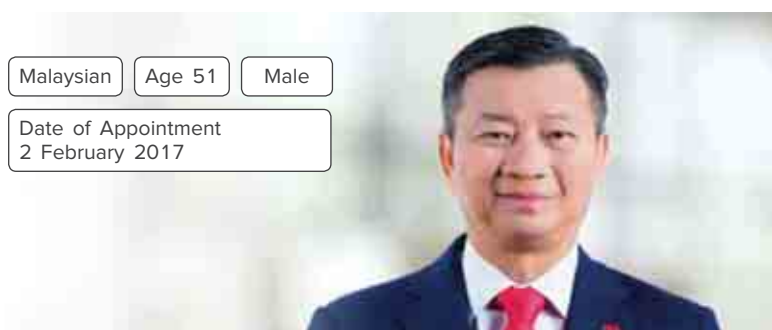 Malaysian
Age 51
Male
Date of Appointment
2 February 2017